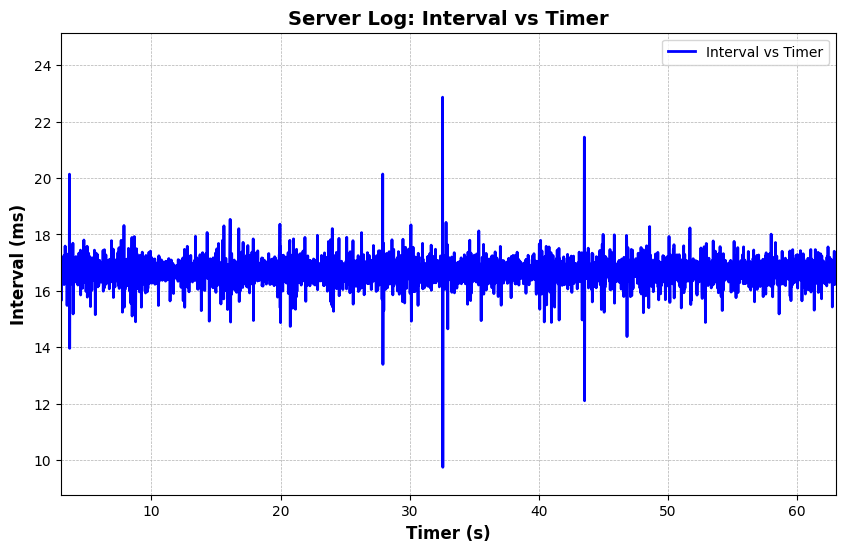 Server Log: Interval vs Timer
Interval vs Timer
24
22
20
18
16
14
12
10
Interval (ms)
10 20 30 40 50 60
Timer (s)